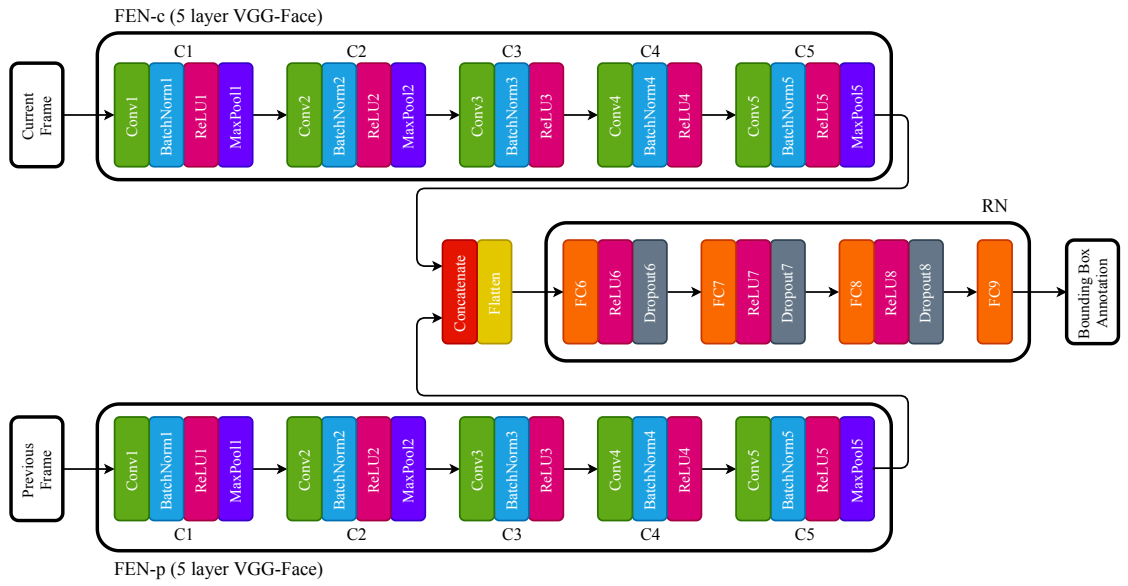 FEN-c (5 layer VGG-Face)
C1
C2
C3
C4
C5
Current
Frame
Conv1
BatchNorm1
ReLU1
MaxPool1
Conv2
BatchNorm2
ReLU2
MaxPool2
Conv3
BatchNorm3
ReLU3
Conv4
BatchNorm4
ReLU4
Conv5
BatchNorm5
ReLU5
MaxPool5
RN
Concatenate
Flatten
FC6
ReLU6
Dropout6
FC7
ReLU7
Dropout7
FC8
ReLU8
Dropout8
FC9
Bounding Box
Annotation
Previous
Frame
Conv1
BatchNorm1
ReLU1
MaxPool1
Conv2
BatchNorm2
ReLU2
MaxPool2
Conv3
BatchNorm3
ReLU3
Conv4
BatchNorm4
ReLU4
Conv5
BatchNorm5
ReLU5
MaxPool5
C1
C2
C3
C4
C5
FEN-p (5 layer VGG-Face)